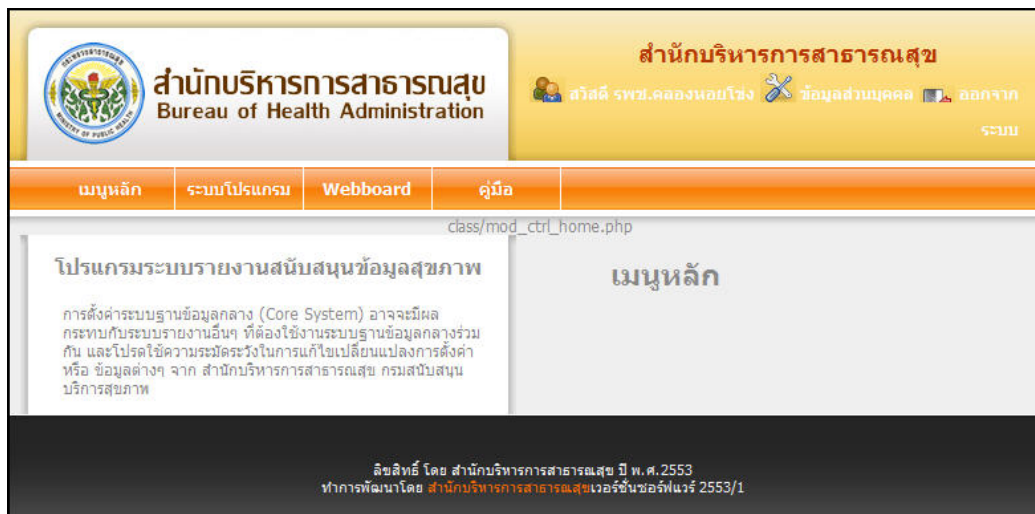 สำนักบริหารการสาธารณสุข
Bureau of Health Administration
สำนักบริหารการสาธารณสุข
สวัสดี รพช.คลองหอยโข่ง ข้อมูลส่วนบุคคล ออกจาก
ระบบ
เมนูหลัก ระบบโปรแกรม Webboard คู่มือ
class/mod_ctrl_home.php
โปรแกรมระบบรายงานสนับสนุนข้อมูลสุขภาพ
การตั้งค่าระบบฐานข้อมูลกลาง (Core System) อาจจะมีผล
กระทบกับระบบรายงานอื่นๆ ที่ต้องใช้งานระบบฐานข้อมูลกลางร่วม
กัน และโปรดใช้ความระมัดระวังในการแก้ไขเปลี่ยนแปลงการตั้งค่า
หรือ ข้อมูลต่างๆ จาก สำนักบริหารการสาธารณสุข กรมสนับสนุน
บริการสุขภาพ
เมนูหลัก
ลิขสิทธิ์ โดย สำนักบริหารการสาธารณสุข ปี พ.ศ.2553
ทำการพัฒนาโดย สำนักบริหารการสาธารณสุขเวอร์ชั่นซอร์ฟแวร์ 2553/1